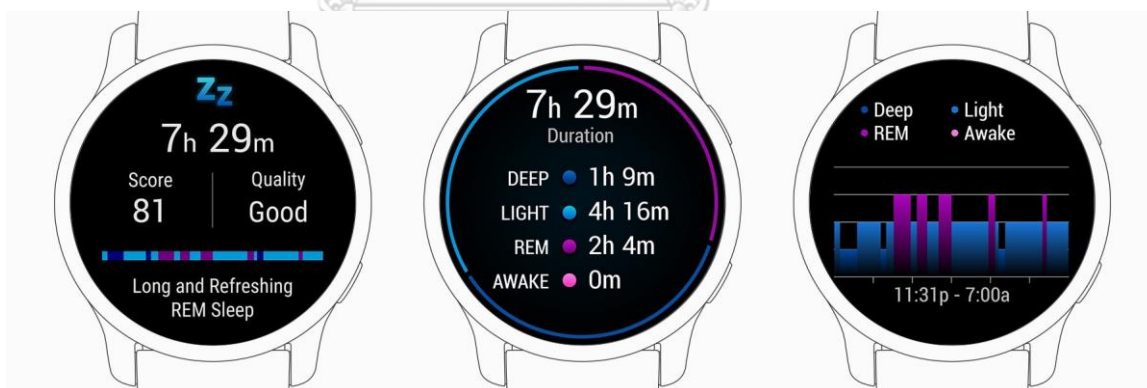 zz
7h 29m
Score Quality
81 Good
Long and Refreshing
REM Sleep
7h 29m
Duration
DEEP 1h 9m
LIGHT 4h 16m
REM 2h 4m
AWAKE 0m
Deep Light
REM Awake
11:31p - 7:00a